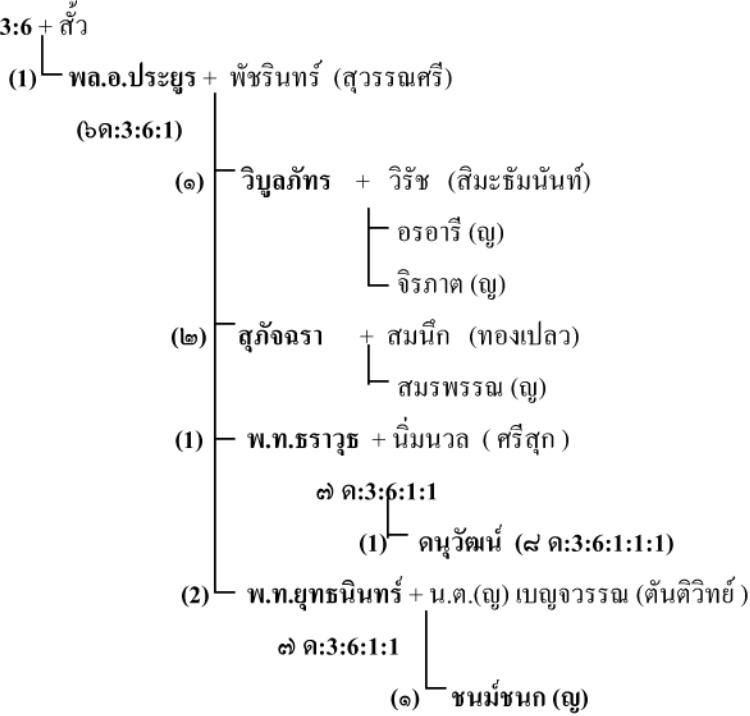 3:6 + สั้ว
(1) พล.อ.ประยูร + พัชรินทร์ (สุวรรณศรี)
(๖ด:3:6:1)
(๑) วิบูลภัทร + วิรัช (สิมะธัมนันท์)
อรอารี (ญ)
จิรภาต (ญ)
(๒) สุภัจฉรา + สมนึก (ทองเปลว)
สมรพรรณ (ญ)
(1) พ.ท.ธราวุธ + นิ่มนวล ( ศรีสุก )
๗ ด:3:6:1:1
(1) ดนุวัฒน์ (๘ ด:3:6:1:1:1)
(2) พ.ท.ยุทธนินทร์ + น.ต.(ญ) เบญจวรรณ (ตันติวิทย์ )
๗ ด:3:6:1:1
(๑) ชนม์ชนก (ญ)